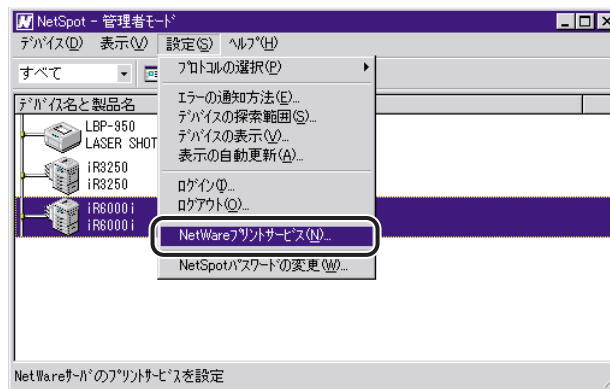 NetSpot - 管理者ﾓｰﾄﾞ
ﾃﾞﾊﾞｲｽ(D) 表示(V) 設定(S) ﾍﾙﾌﾟ(H)
すべて
ﾌﾟﾛﾄｺﾙの選択(P)
ｴﾗｰの通知方法(E)...
ﾃﾞﾊﾞｲｽの探索範囲(S)...
ﾃﾞﾊﾞｲｽの表示(V)...
表示の自動更新(A)...
ﾛｸﾞｲﾝ(I)...
ﾛｸﾞｱｳﾄ(O)...
NetWareﾌﾟﾘﾝﾄｻｰﾋﾞｽ(N)...
NetSpotﾊﾟｽﾜｰﾄﾞの変更(W)...
ﾃﾞﾊﾞｲｽ名と製品名
LBP-950
LASER SHOT
iR3250
iR3250
iR6000i
iR6000i
NetWareｻｰﾊﾞのﾌﾟﾘﾝﾄｻｰﾋﾞｽを設定